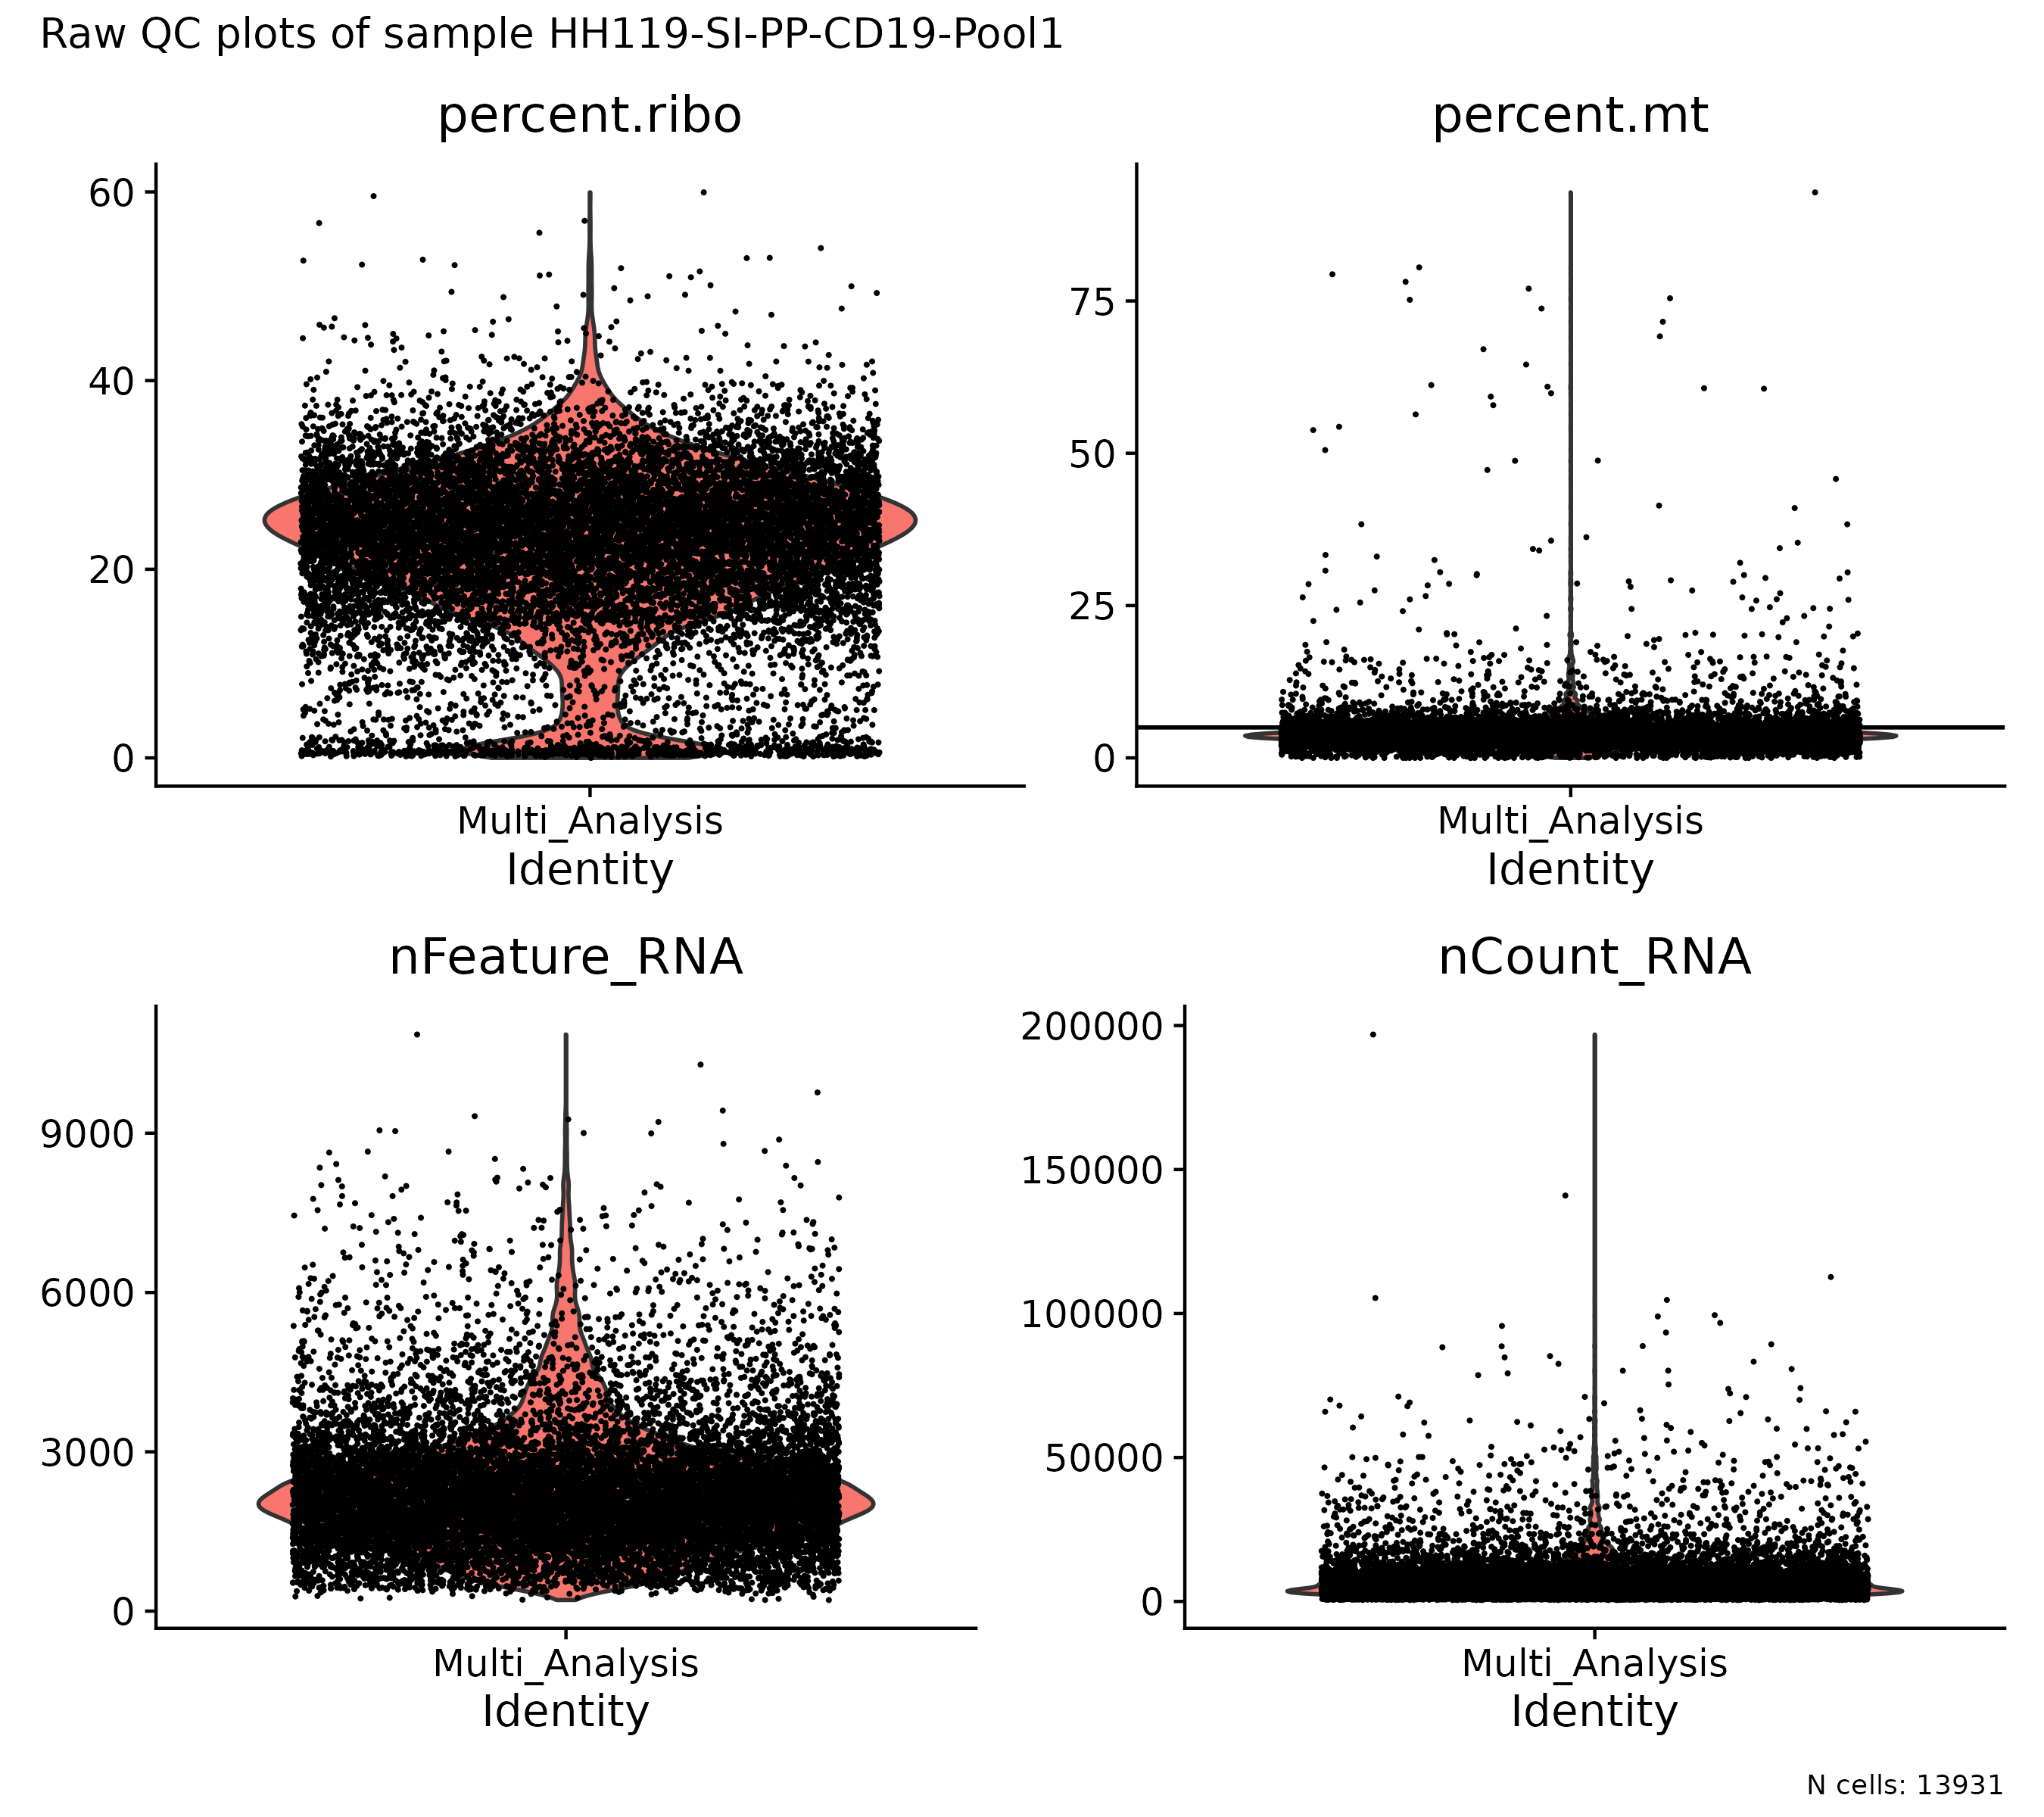 Raw QC plots of sample HH119-SI-PP-CD19-Pool1
percent.ribo
60
40
20
0
Multi_Analysis
Identity
percent.mt
75
50
25
0
Multi_Analysis
Identity
nFeature_RNA
9000
6000
3000
0
Multi_Analysis
Identity
nCount_RNA
200000
150000
100000
50000
0
Multi_Analysis
Identity
N cells: 13931